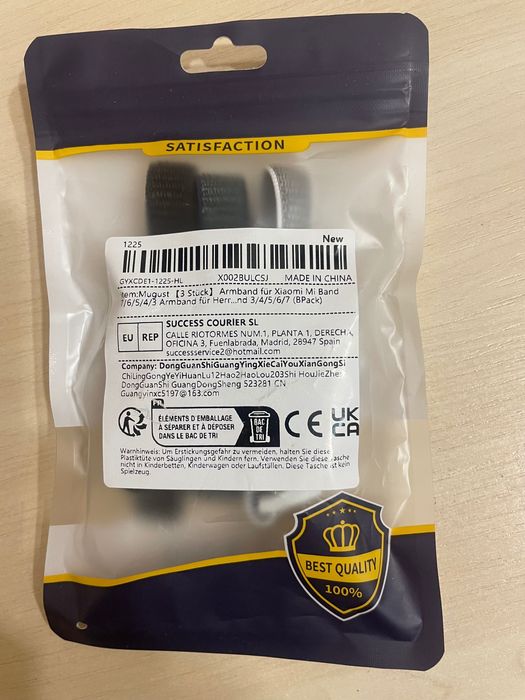 SATISFACTION
1225 New
GYXCDE1-1225-HL X002BULCSJ MADE IN CHINA
Item:Mugust【3 Stück】 Armband für Xiaomi Mi Band
7/6/5/4/3 Armband für Herr...nd 3/4/5/6/7 (BPack)
EU REP
SUCCESS COURIER SL
CALLE RIOTORMES NUM.1, PLANTA 1, DERECHA,
OFICINA 3, Fuenlabrada, Madrid, 28947 Spain
successservice2@hotmail.com
Company: DongGuanShiGuangYingXieCaiYouXianGongSi
ChiLingGongYeYiHuanLu12Hao2HaoLou203Shi HouJieZhen
DongGuanShi GuangDongSheng 523281 CN
Guangyinxc5197@163.com
FR
ÉLÉMENTS D'EMBALLAGE
À SÉPARER ET À DÉPOSER
DANS LE BAC DE TRI
BAC
DE
TRI
CE
UK
CA
Warnhinweis: Um Erstickungsgefahr zu vermeiden, halten Sie diese
Plastiktüte von Säuglingen und Kindern fern. Verwenden Sie diese Tasche
nicht in Kinderbetten, Kinderwagen oder Laufställen. Diese Tasche ist kein
Spielzeug.
BEST QUALITY
100%